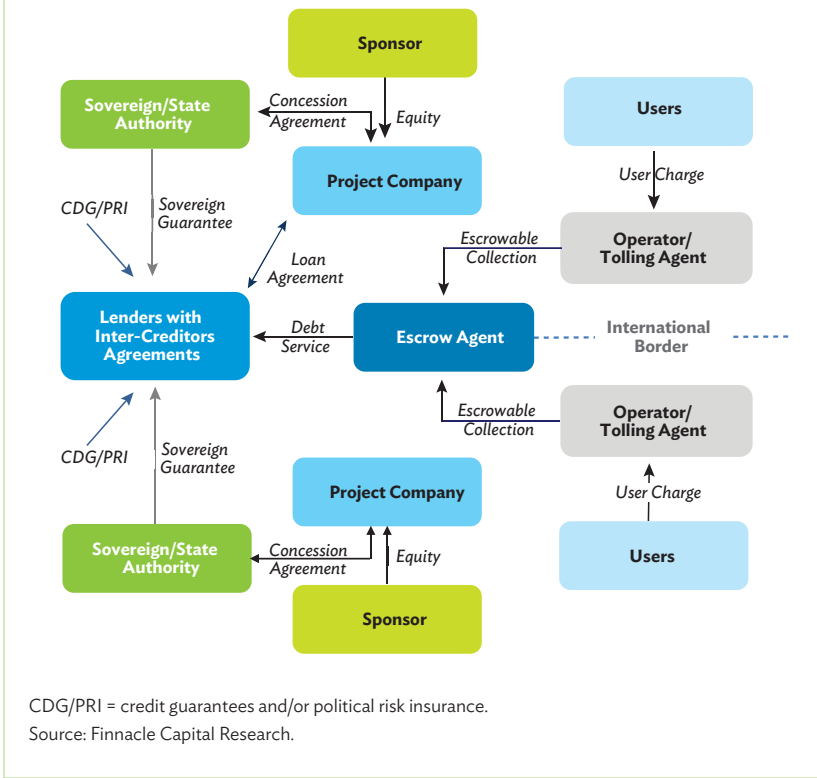 Sponsor
Sovereign/State
Authority
Concession
Agreement
Equity
Users
Project Company
User Charge
CDG/PRI
Sovereign
Guarantee
Escrowable
Collection
Operator/
Tolling Agent
Loan
Agreement
Lenders with
Inter-Creditors
Agreements
Debt
Service
Escrow Agent
International
Border
Escrowable
Collection
Operator/
Tolling Agent
CDG/PRI
Sovereign
Guarantee
Project Company
User Charge
Sovereign/State
Authority
Concession
Agreement
Equity
Users
Sponsor
CDG/PRI = credit guarantees and/or political risk insurance.
Source: Finnacle Capital Research.